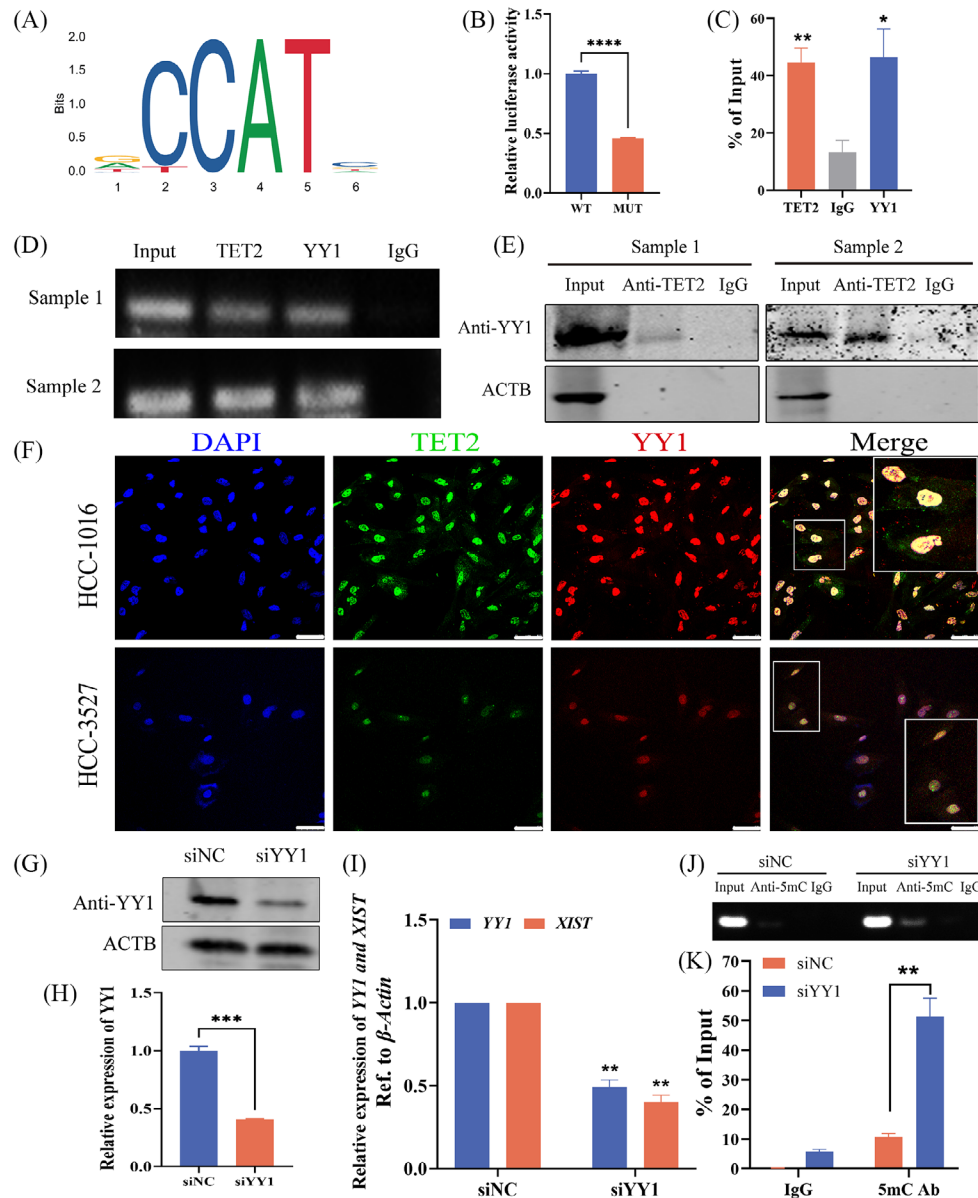 (A)
2.0
1.5
Bits
1.0
0.5
0.0
CCAT
1 2 3 4 5 6
(B)
Relative luciferase activity
1.5
1.0
0.5
0.0
****
WT MUT
(C)
% of Input
60
40
20
0
** *
TET2 IgG YY1
(D)
Input TET2 YY1 IgG
Sample 1
Sample 2
(E)
Sample 1 Sample 2
Input Anti-TET2 IgG Input Anti-TET2 IgG
Anti-YY1
ACTB
(F)
DAPI TET2 YY1 Merge
HCC-1016
HCC-3527
(G)
siNC siYY1
Anti-YY1
ACTB
(H)
Relative expression of YY1
1.5
1.0
0.5
0.0
***
siNC siYY1
(I)
Relative expression of YY1 and XIST
Ref. to β-Actin
1.5
1.0
0.5
0.0
YY1 XIST
** **
siNC siYY1
(J)
siNC siYY1
Input Anti-5mC IgG Input Anti-5mC IgG
(K)
% of Input
70
60
50
40
30
20
10
0
siNC
siYY1
**
IgG 5mC Ab